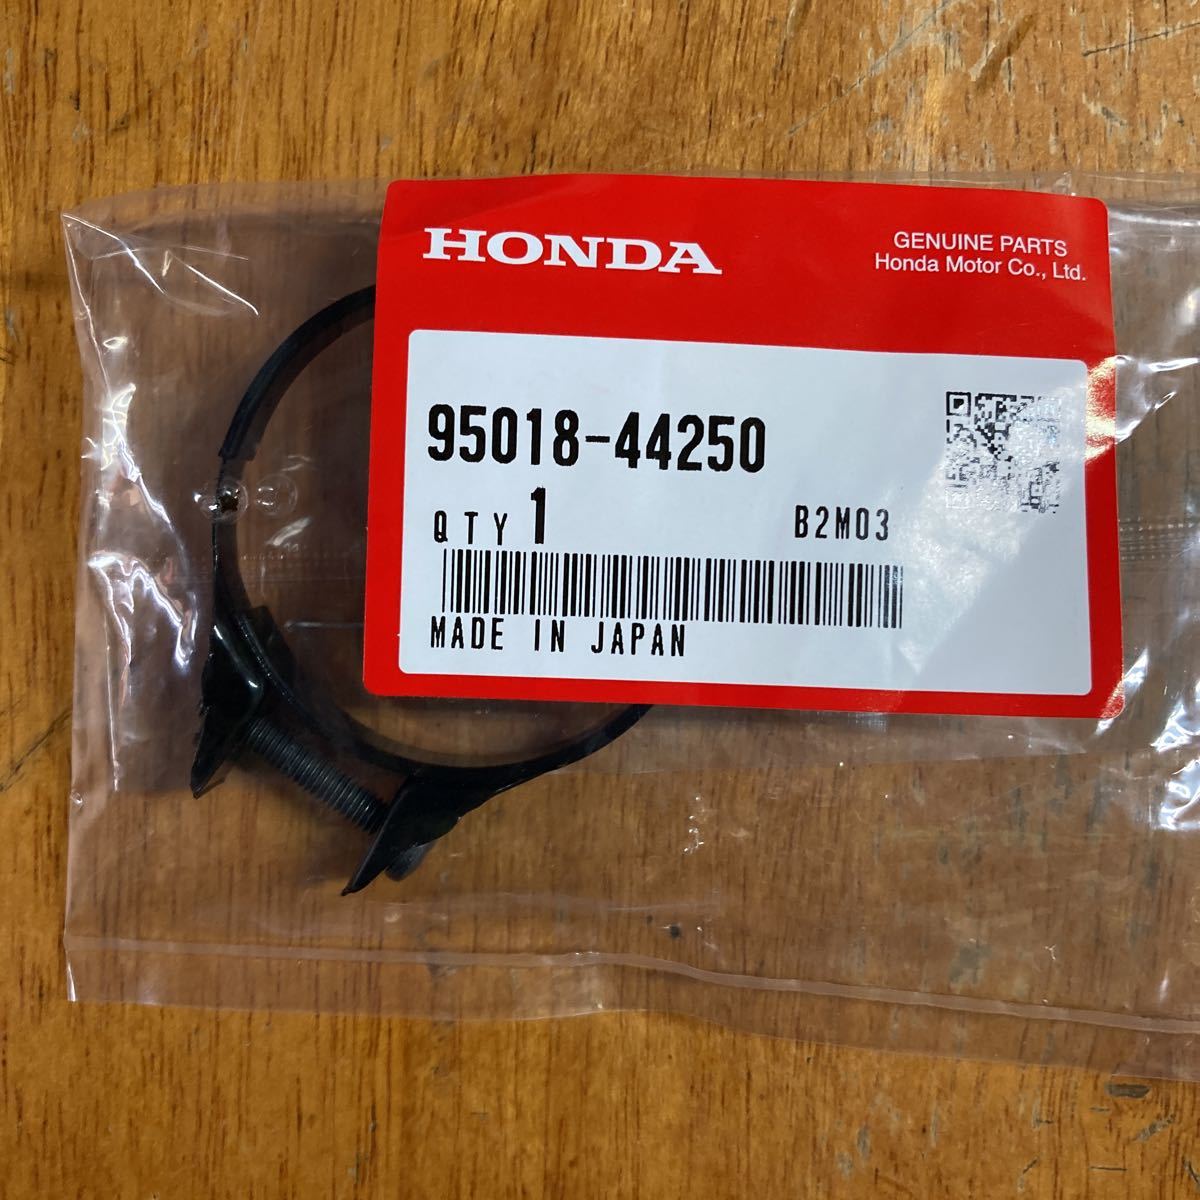 HONDA
GENUINE PARTS
Honda Motor Co., Ltd.
95018-44250
QTY 1 B2M03
MADE IN JAPAN